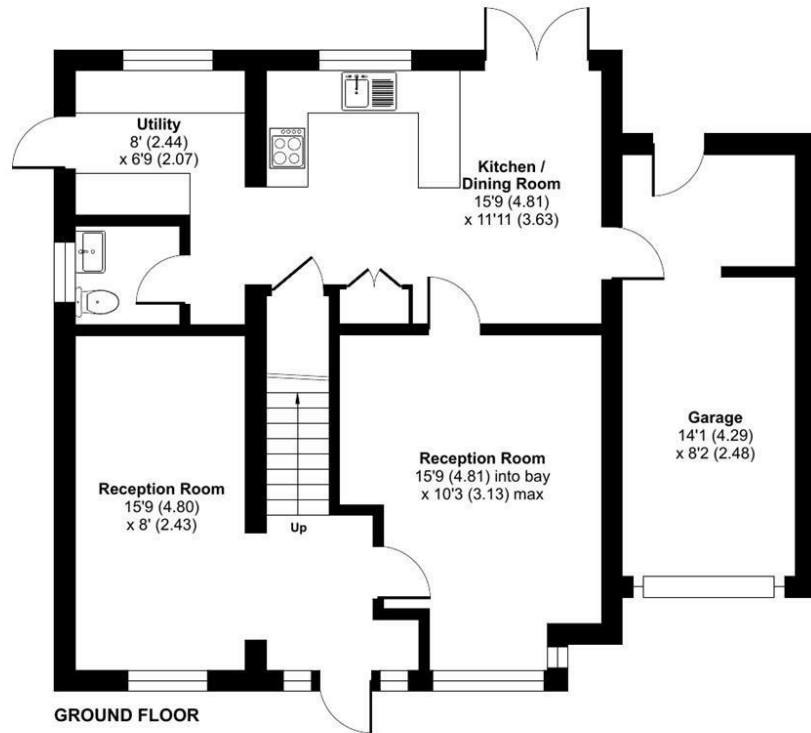 Utility
8' (2.44)
x 6'9 (2.07)
Kitchen /
Dining Room
15'9 (4.81)
x 11'11 (3.63)
Garage
14'1 (4.29)
x 8'2 (2.48)
Reception Room
15'9 (4.81) into bay
x 10'3 (3.13) max
Reception Room
15'9 (4.80)
x 8' (2.43)
Up
GROUND FLOOR